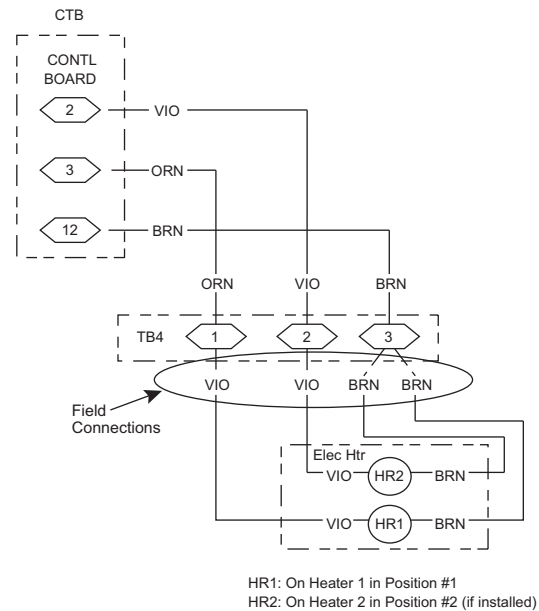 CTB
CONTL
BOARD
2 VIO
3 ORN
12 BRN
ORN VIO BRN
TB4 1 2 3
VIO VIO BRN BRN
Field
Connections
Elec Htr
VIO HR2 BRN
VIO HR1 BRN
HR1: On Heater 1 in Position #1
HR2: On Heater 2 in Position #2 (if installed)